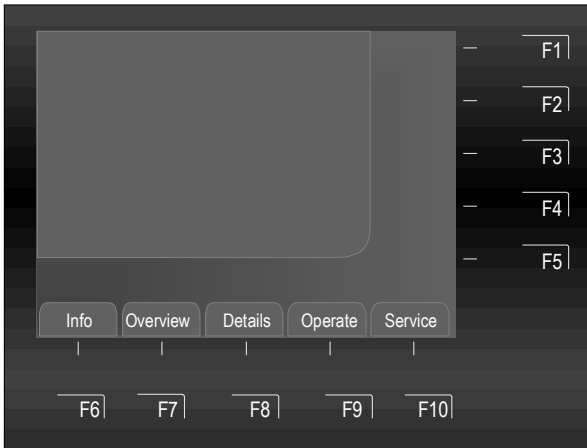 F1
F2
F3
F4
F5
Info Overview Details Operate Service
F6 F7 F8 F9 F10